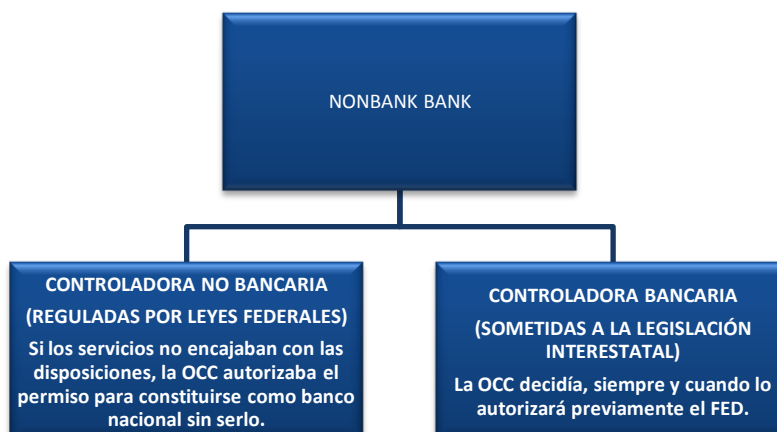 NONBANK BANK
CONTROLADORA NO BANCARIA
(REGULADAS POR LEYES FEDERALES)
Si los servicios no encajaban con las
disposiciones, la OCC autorizaba el
permiso para constituirse como banco
nacional sin serlo.
CONTROLADORA BANCARIA
(SOMETIDAS A LA LEGISLACIÓN
INTERESTATAL)
La OCC decidía, siempre y cuando lo
autorizará previamente el FED.